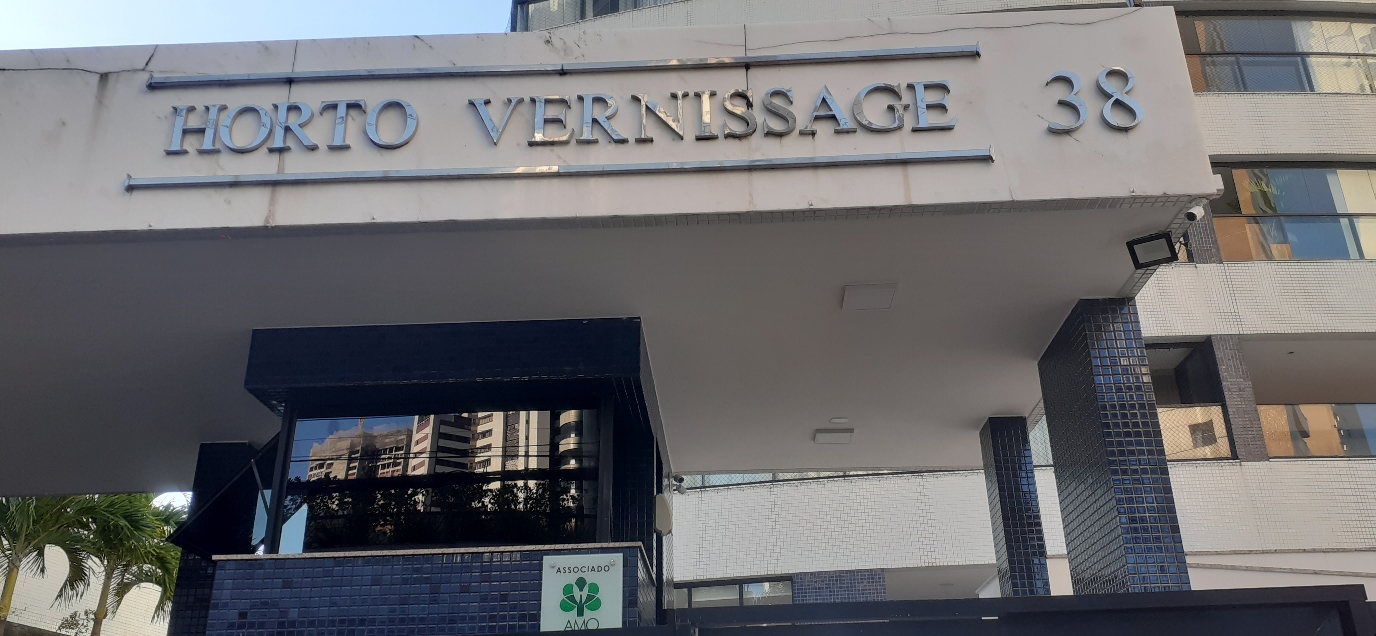 HORTO VERNISSAGE 38
ASSOCIADO
AMO